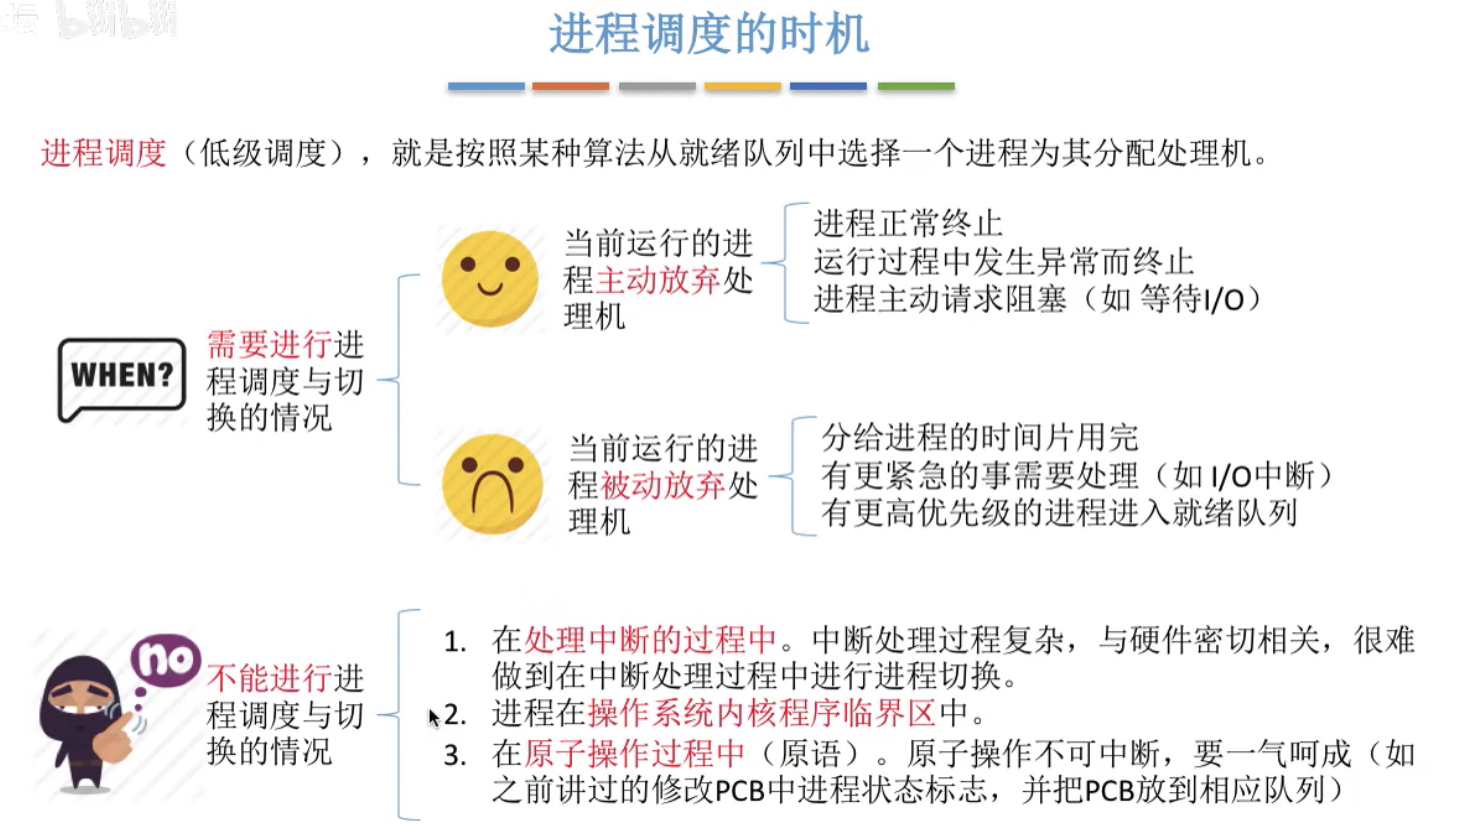 坛 bilibili
进程调度的时机
进程调度（低级调度），就是按照某种算法从就绪队列中选择一个进程为其分配处理机。
WHEN?
需要进行进
程调度与切
换的情况
当前运行的进
程主动放弃处
理机
进程正常终止
运行过程中发生异常而终止
进程主动请求阻塞（如 等待I/O）
当前运行的进
程被动放弃处
理机
分给进程的时间片用完
有更紧急的事需要处理（如 I/O中断）
有更高优先级的进程进入就绪队列
no
不能进行进
程调度与切
换的情况
1. 在处理中断的过程中。中断处理过程复杂，与硬件密切相关，很难
做到在中断处理过程中进行进程切换。
2. 进程在操作系统内核程序临界区中。
3. 在原子操作过程中（原语）。原子操作不可中断，要一气呵成（如
之前讲过的修改PCB中进程状态标志，并把PCB放到相应队列）